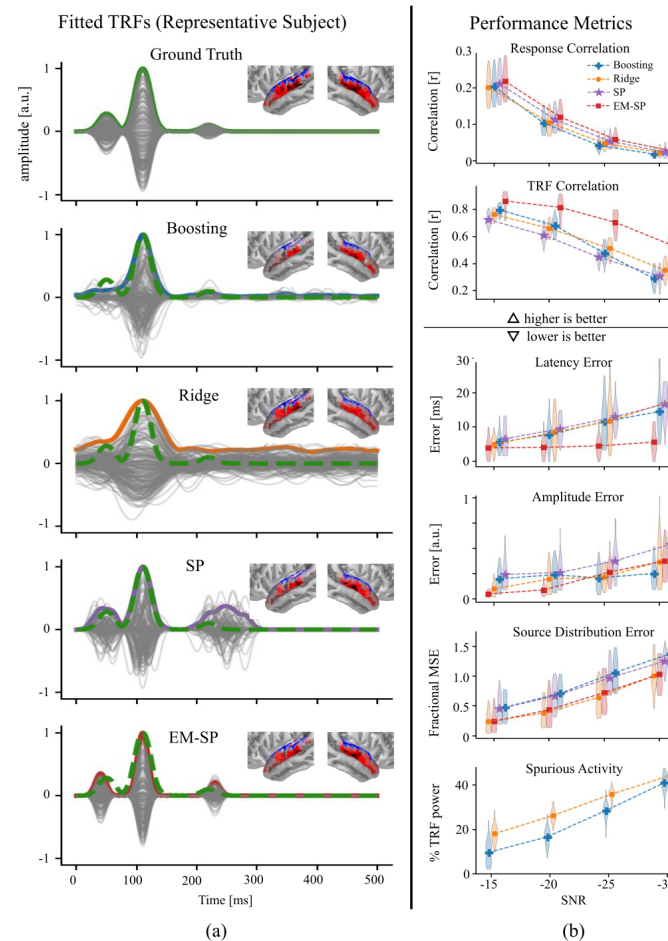 Fitted TRFs (Representative Subject)
Ground Truth
amplitude [a.u.]
1
0
-1
Boosting
1
0
-1
Ridge
1
0
-1
SP
1
0
-1
EM-SP
1
0
-1
0
100
200
300
400
500
Time [ms]
(a)
Performance Metrics
Response Correlation
Correlation [r]
0.3
0.2
0.1
0
Boosting
Ridge
SP
EM-SP
TRF Correlation
Correlation [r]
0.8
0.6
0.4
0.2
higher is better
lower is better
Latency Error
Error [ms]
30
20
10
0
Amplitude Error
Error [a.u.]
1
0
Source Distribution Error
Fractional MSE
1.5
1.0
0.5
0
Spurious Activity
% TRF power
40
20
0
-15
-20
-25
-3
SNR
(b)